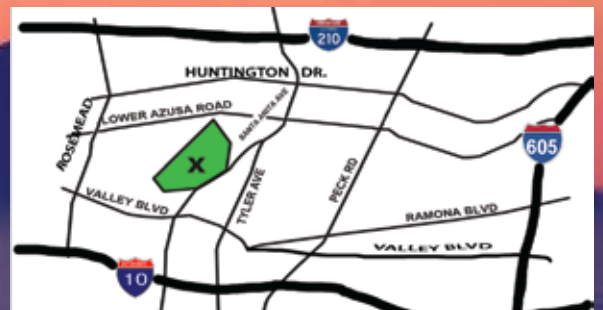 210
HUNTINGTON DR.
SANTA ANITA AVE
LOWER AZUSA ROAD
ROSEMEAD
605
X
TYLER AVE
PECK RD
VALLEY BLVD
RAMONA BLVD
VALLEY BLVD
10